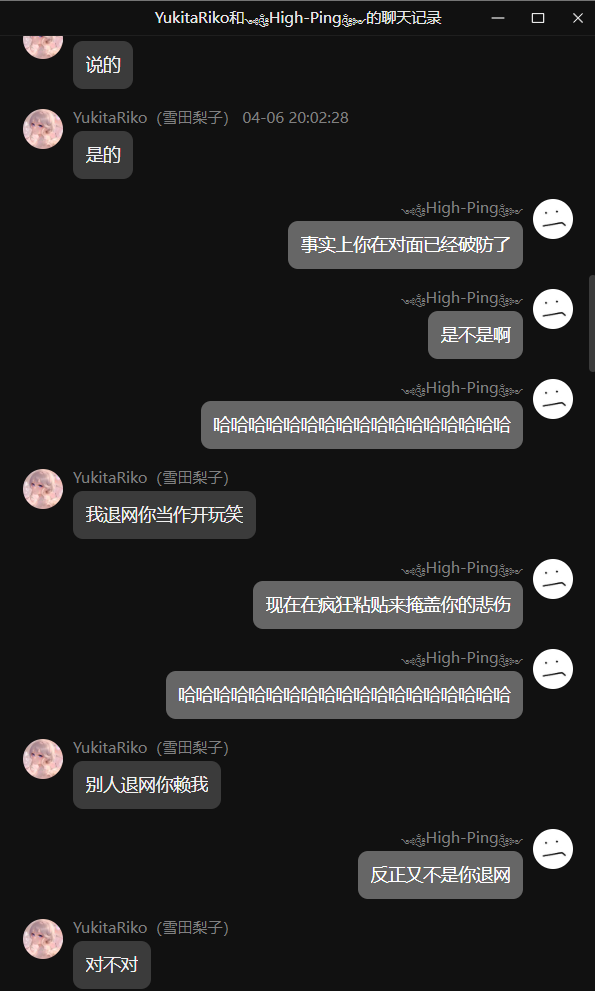 YukitaRiko和࿐High-Ping࿐的聊天记录
说的
YukitaRiko（雪田梨子） 04-06 20:02:28
是的
High-Ping
事实上你在对面已经破防了
High-Ping
是不是啊
High-Ping
哈哈哈哈哈哈哈哈哈哈哈哈哈哈哈哈哈
YukitaRiko（雪田梨子）
我退网你当作开玩笑
High-Ping
现在在疯狂粘贴来掩盖你的悲伤
High-Ping
哈哈哈哈哈哈哈哈哈哈哈哈哈哈哈哈哈哈哈
YukitaRiko（雪田梨子）
别人退网你赖我
High-Ping
反正又不是你退网
YukitaRiko（雪田梨子）
对不对